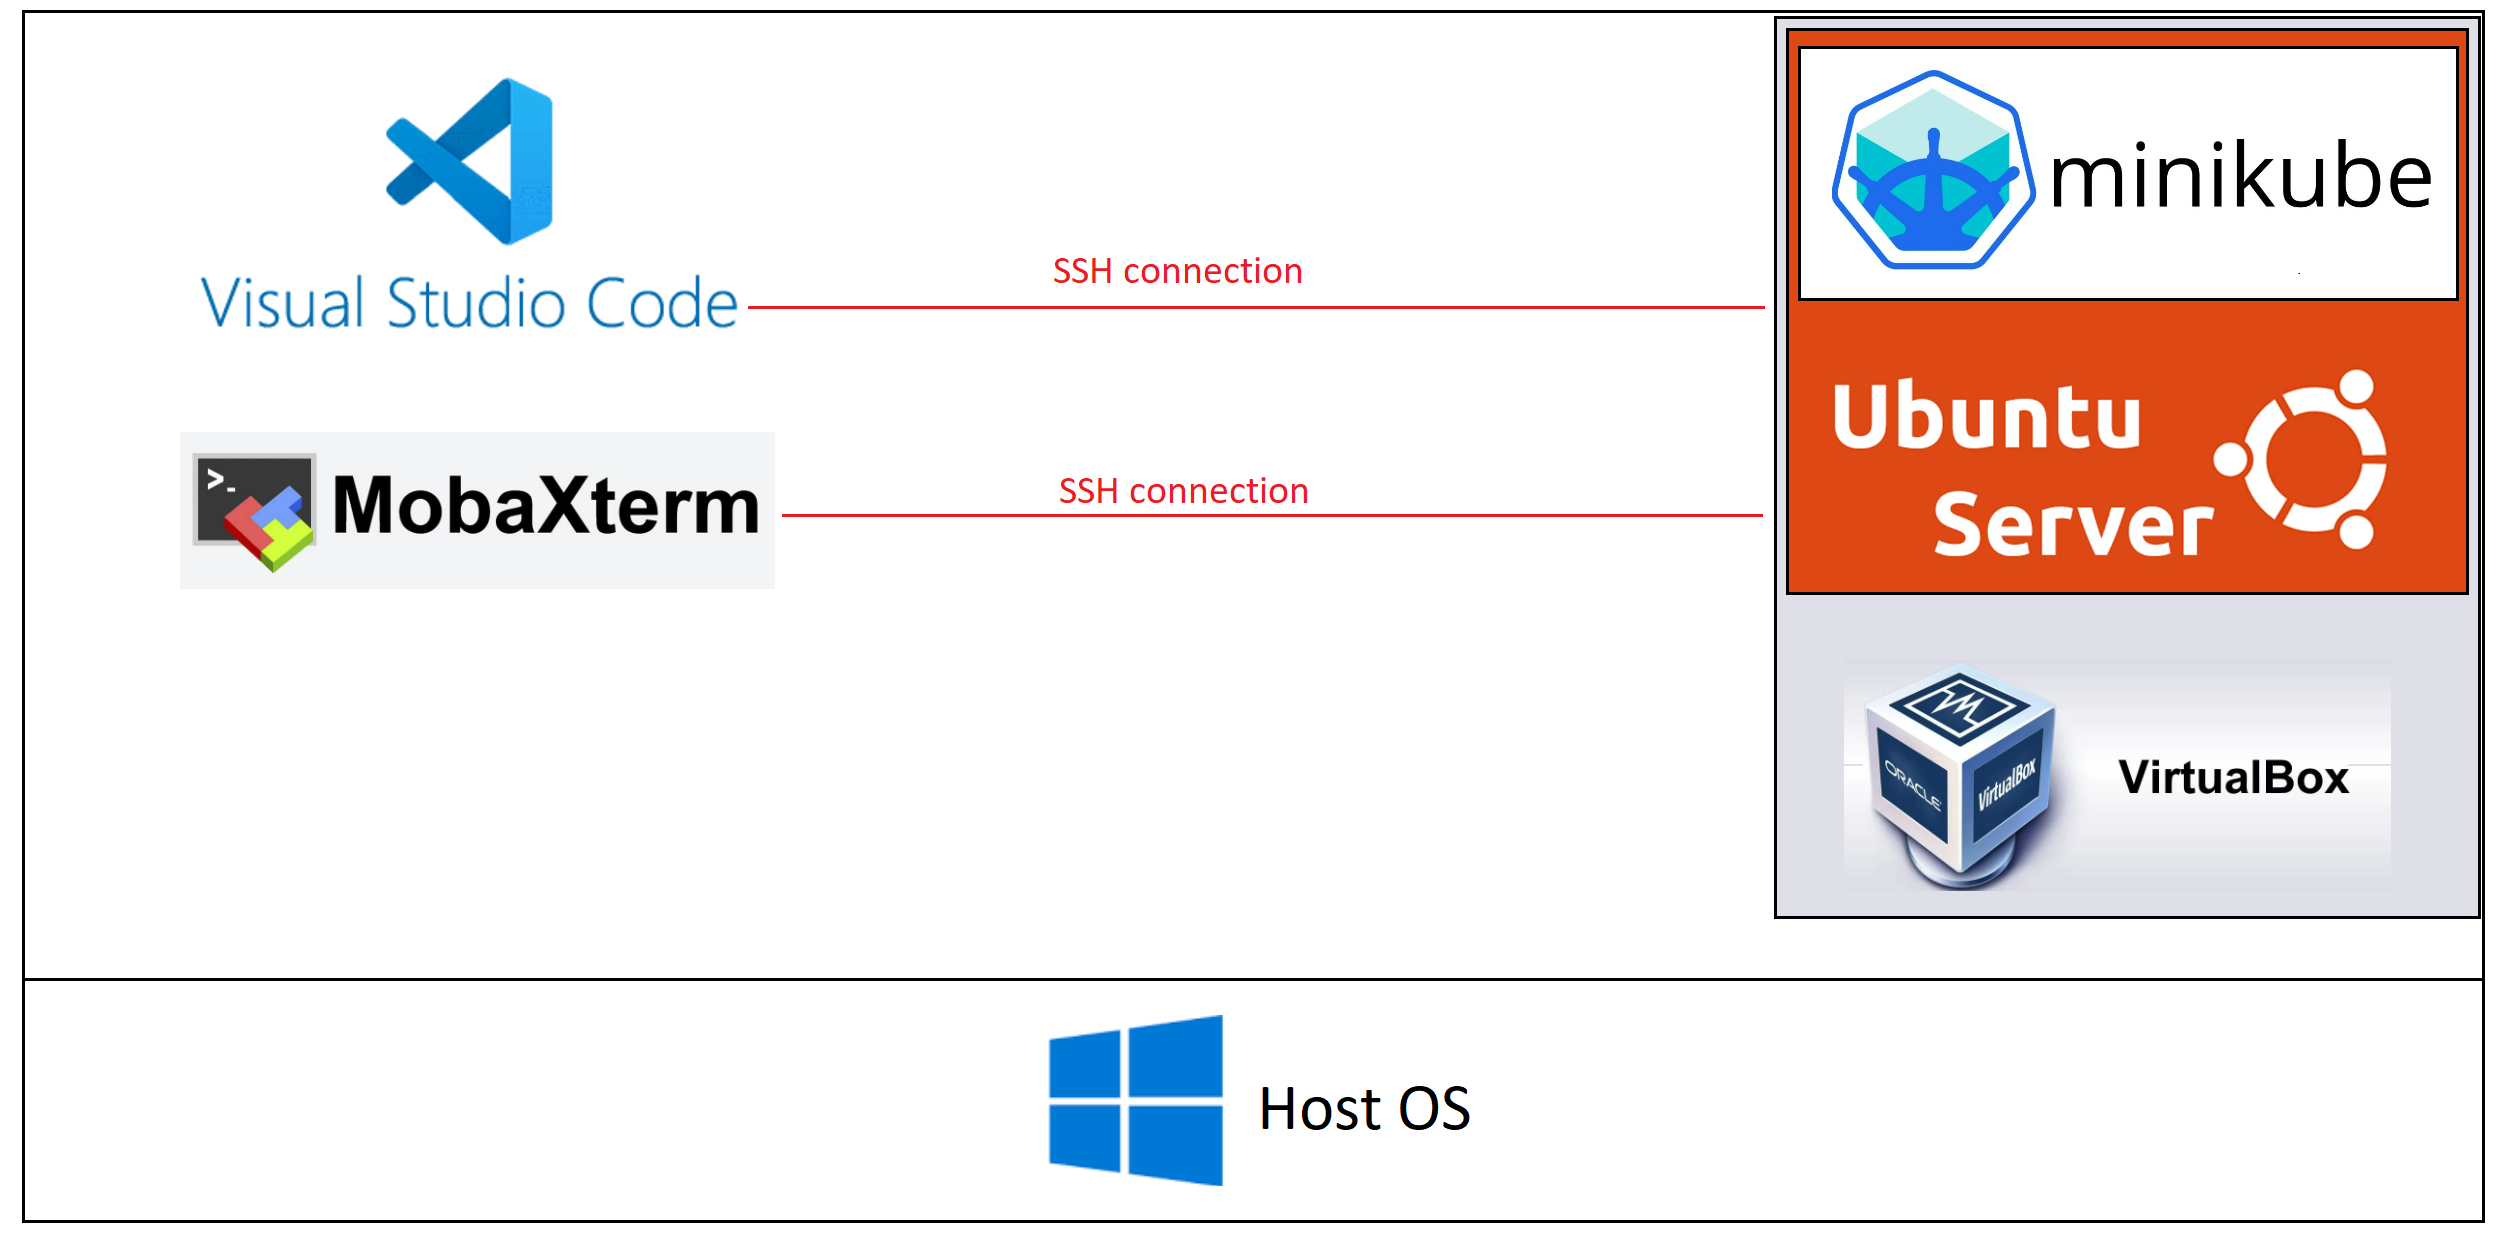 minikube
Visual Studio Code
SSH connection
Ubuntu
Server
>_
MobaXterm
SSH connection
ORACLE
VirtualBox
VirtualBox
Host OS